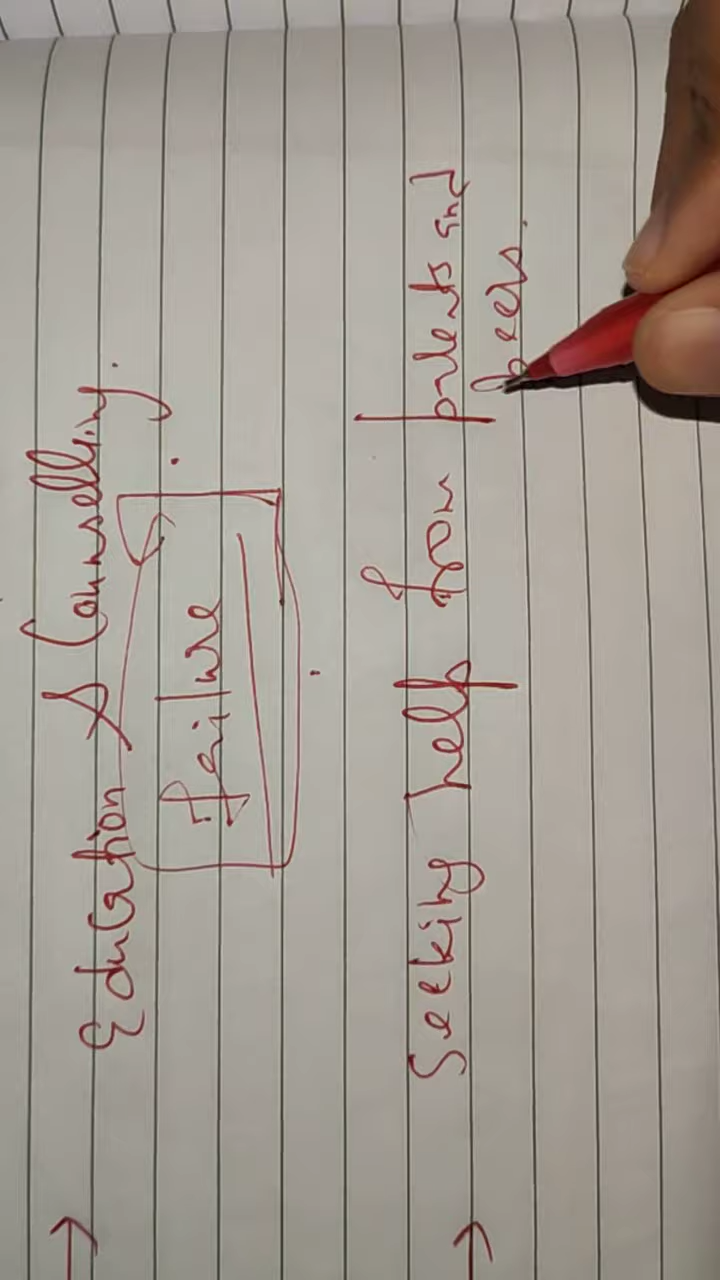 → Education & Counselling.
failure
→ Seeking help from parents and
peers.